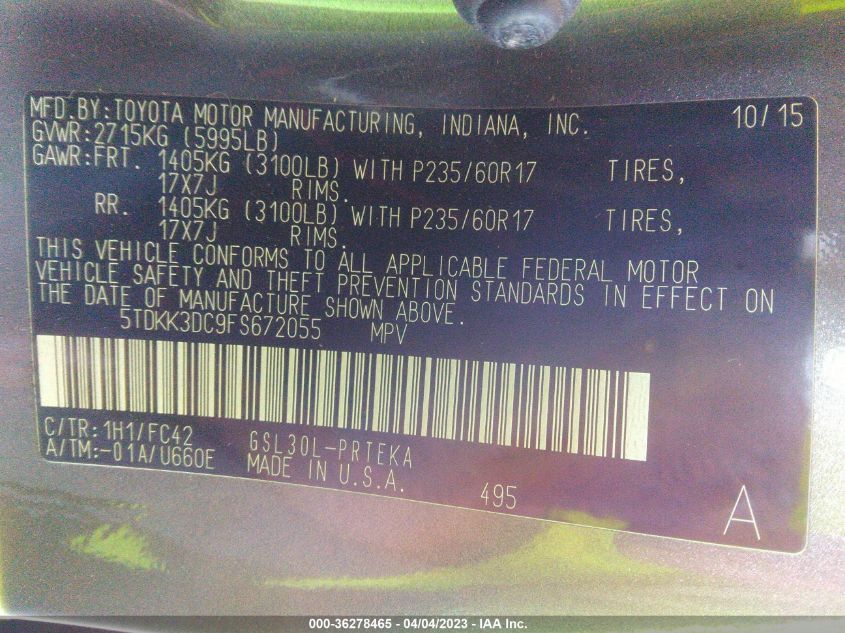 MFD.BY:TOYOTA MOTOR MANUFACTURING, INDIANA, INC. 10/15
GVWR:2715KG (5995LB)
GAWR:FRT. 1405KG (3100LB) WITH P235/60R17 TIRES,
17X7J RIMS.
RR. 1405KG (3100LB) WITH P235/60R17 TIRES,
17X7J RIMS.
THIS VEHICLE CONFORMS TO ALL APPLICABLE FEDERAL MOTOR
VEHICLE SAFETY AND THEFT PREVENTION STANDARDS IN EFFECT ON
THE DATE OF MANUFACTURE SHOWN ABOVE.
5TDKK3DC9FS672055 MPV
C/TR:1H1/FC42 GSL30L-PRTEKA
A/TM:-01A/U660E MADE IN U.S.A. 495
A
000-36278465 - 04/04/2023 - IAA Inc.